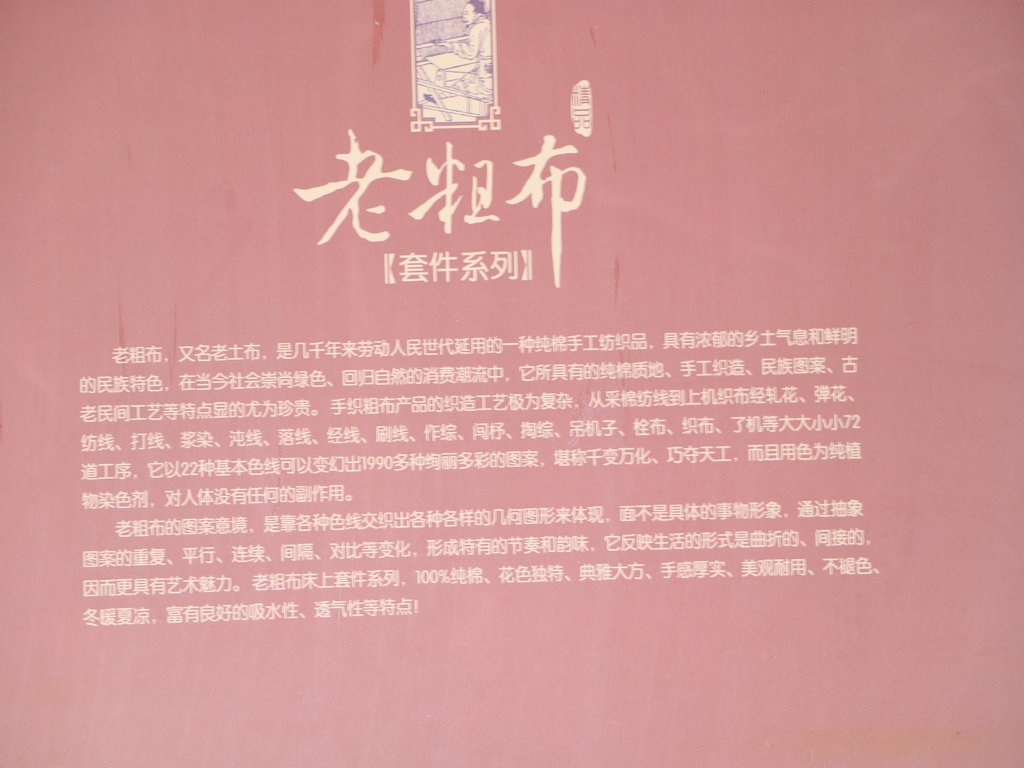 老粗布
【套件系列】
老粗布，又名老土布，是几千年来劳动人民世代延用的一种纯棉手工纺织品，具有浓郁的乡土气息和鲜明
的民族特色，在当今社会崇尚绿色、回归自然的消费潮流中，它所具有的纯棉质地、手工织造、民族图案、古
老民间工艺等特点显的尤为珍贵。手织粗布产品的织造工艺极为复杂，从采棉纺线到上机织布经轧花、弹花、
纺线、打线、浆染、沌线、落线、经线、刷线、作综、闯杼、掏综、吊机子、栓布、织布、了机等大大小小72
道工序，它以22种基本色线可以变幻出1990多种绚丽多彩的图案，堪称千变万化、巧夺天工，而且用色为纯植
物染色剂，对人体没有任何的副作用。
老粗布的图案意境，是靠各种色线交织出各种各样的几何图形来体现，面不是具体的事物形象，通过抽象
图案的重复、平行、连续、间隔、对比等变化，形成特有的节奏和韵味，它反映生活的形式是曲折的、间接的，
因而更具有艺术魅力。老粗布床上套件系列，100%纯棉、花色独特、典雅大方、手感厚实、美观耐用、不褪色、
冬暖夏凉，富有良好的吸水性、透气性等特点！